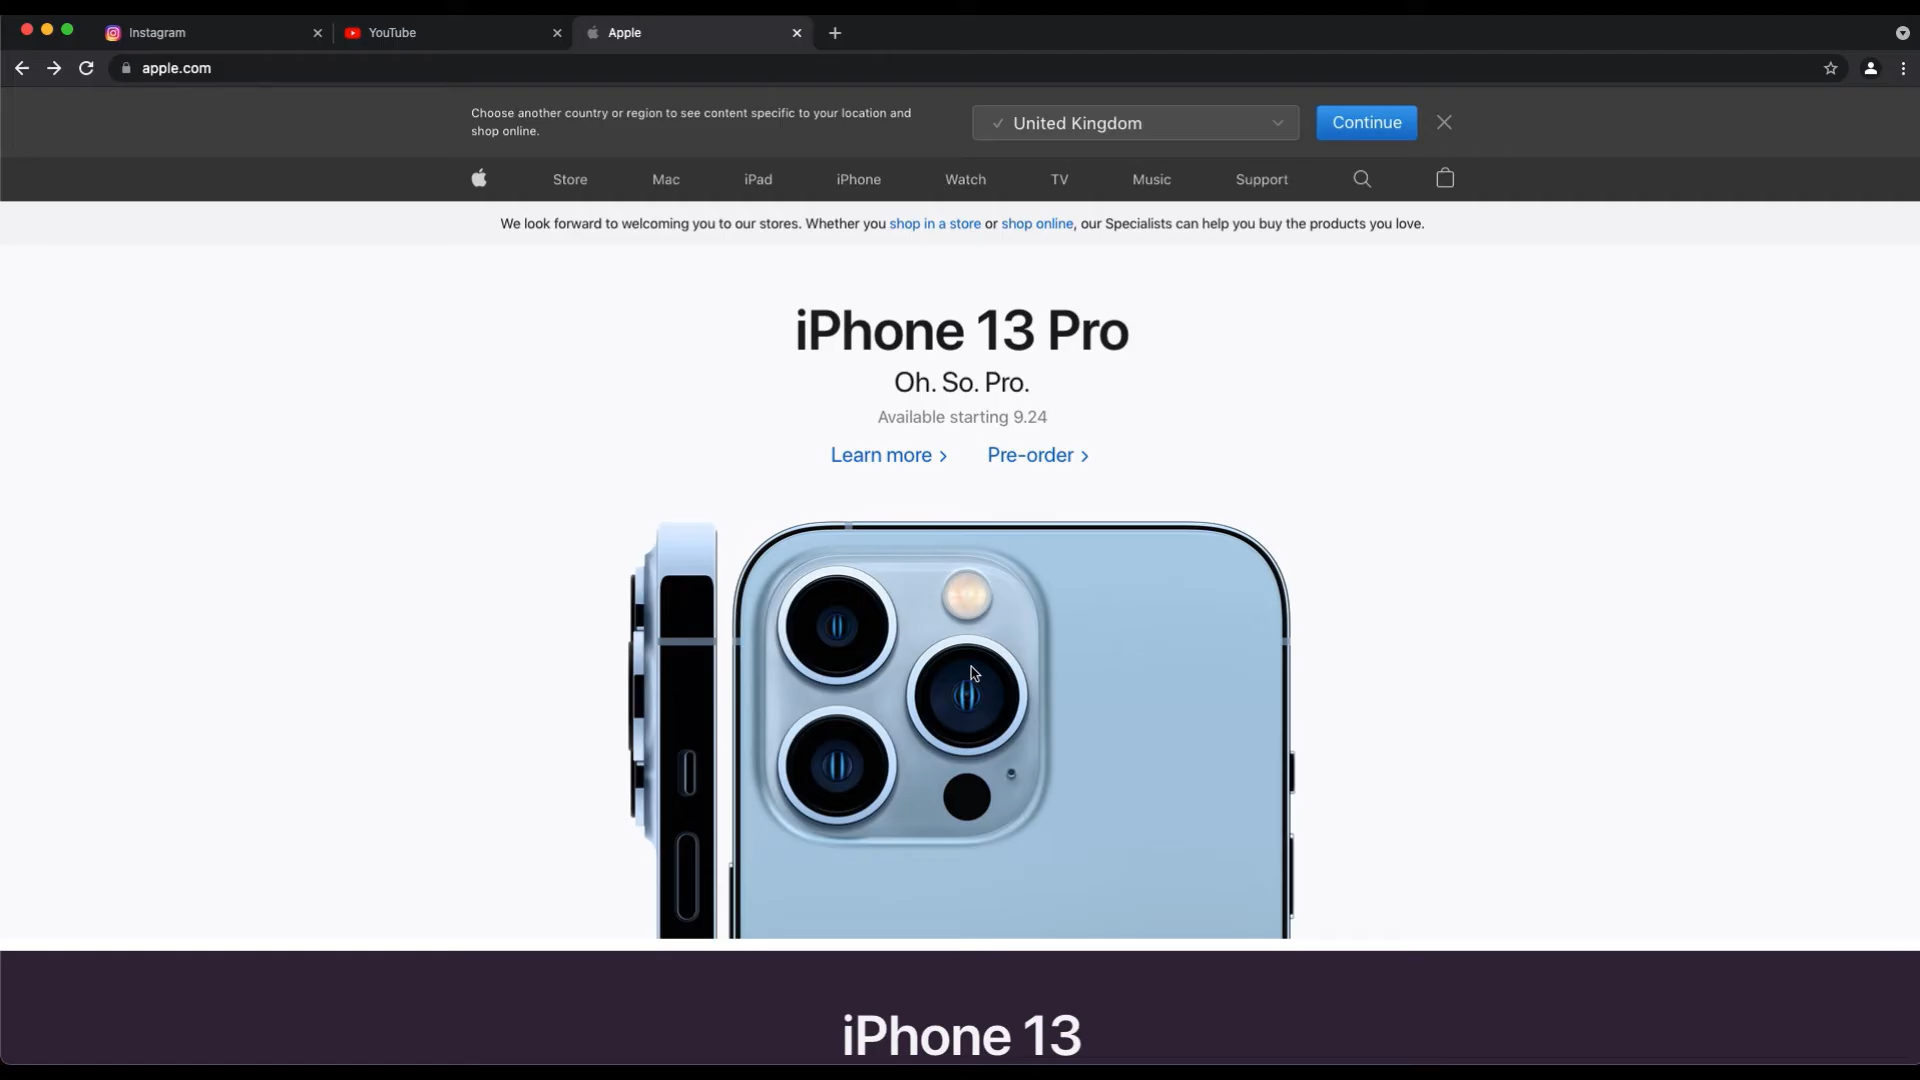 Instagram
YouTube
Apple
apple.com
Choose another country or region to see content specific to your location and
shop online.
United Kingdom
Continue
Store
Mac
iPad
iPhone
Watch
TV
Music
Support
We look forward to welcoming you to our stores. Whether you shop in a store or shop online, our Specialists can help you buy the products you love.
iPhone 13 Pro
Oh. So. Pro.
Available starting 9.24
Learn more >
Pre-order >
iPhone 13